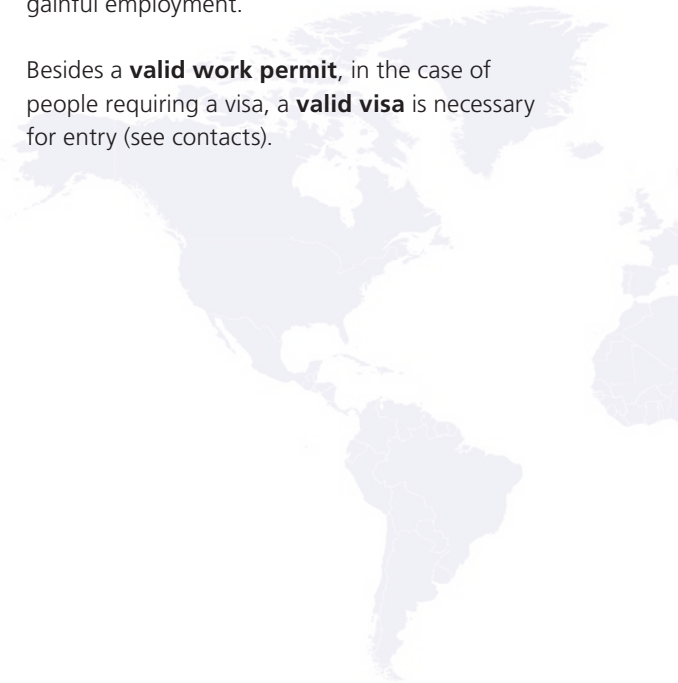 gainful employment.
Besides a valid work permit, in the case of
people requiring a visa, a valid visa is necessary
for entry (see contacts).